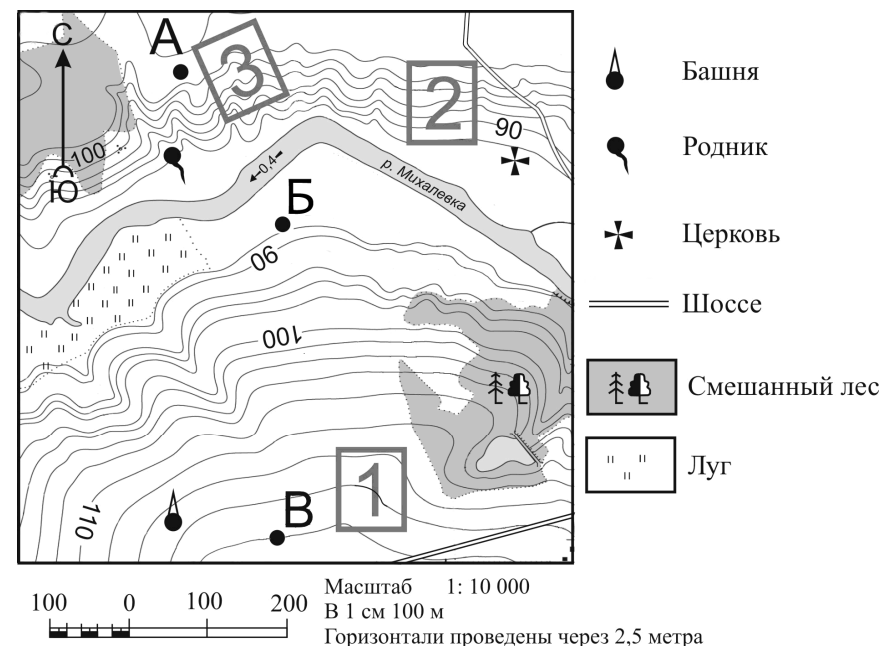 С
А
3
2
Башня
100
90
Родник
Ю
0,4
р. Михалевка
Б
Церковь
90
Шоссе
100
Смешанный лес
1
Луг
110
В
100 0 100 200
Масштаб 1: 10 000
В 1 см 100 м
Горизонтали проведены через 2,5 метра